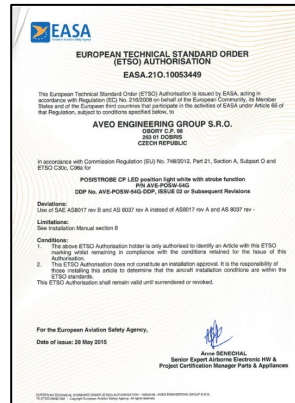 EASA
European Aviation Safety Agency
EUROPEAN TECHNICAL STANDARD ORDER
(ETSO) AUTHORISATION
EASA.21O.10053449
This European Technical Standard Order (ETSO) Authorisation is issued by EASA, acting in
accordance with Regulation (EC) No. 216/2008 on behalf of the European Community, its Member
States and of the European third countries that participate in the activities of EASA under Article 66 of
that Regulation, subject to conditions specified below, to
AVEO ENGINEERING GROUP S.R.O.
OBORY C.P. 98
263 01 DOBRIS
CZECH REPUBLIC
in accordance with Commission Regulation (EU) No. 748/2012, Part 21, Section A, Subpart O and
ETSO C30c, C96a for
POSISTROBE CP LED position light white with strobe function
P/N AVE-POSW-54G
DDP No. AVE-POSW-54G-DDP, ISSUE 02 or Subsequent Revisions
Deviations:
Use of SAE AS8017 rev B and AS 8037 rev A instead of AS8017 rev A and AS 8037 rev -
Limitations:
See Installation Manual section 8
Conditions:
1. The above ETSO Authorisation holder is only authorised to identify an Article with this ETSO
marking whilst remaining in compliance with the conditions retained for the Issue of this
Authorisation.
2. This ETSO Authorisation does not constitute an installation approval. It is the responsibility of
those installing this article to determine that the aircraft installation conditions are within the
ETSO standards.
This ETSO Authorisation shall remain valid until surrendered or revoked.
For the European Aviation Safety Agency,
Date of issue: 28 May 2015
Anne SENECHAL
Senior Expert Airborne Electronic HW &
Project Certification Manager Parts & Appliances